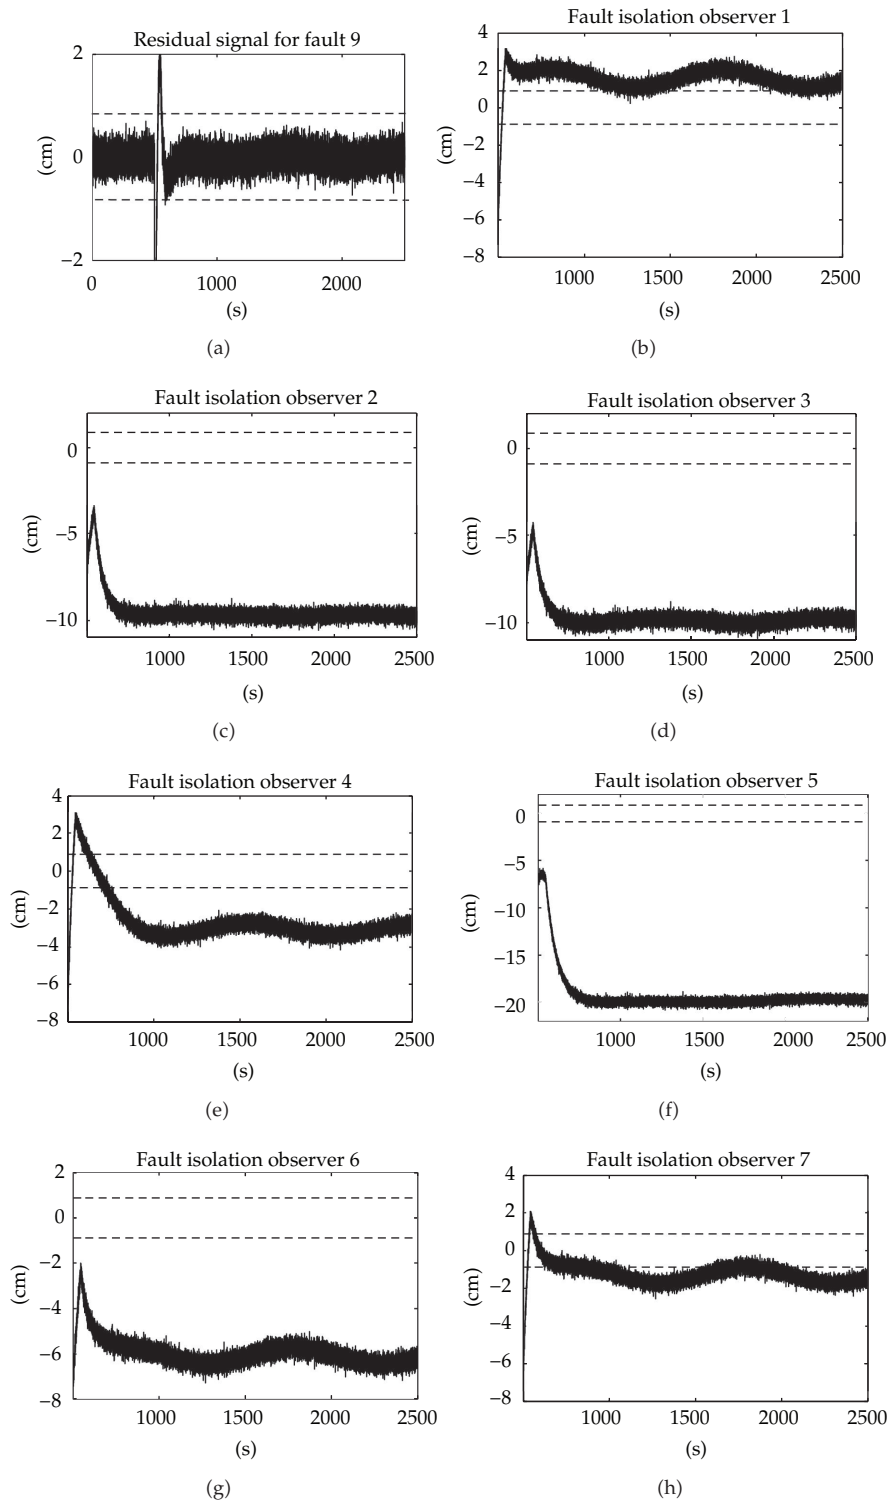 Residual signal for fault 9
2
0
−2
(cm)
0 1000 2000
(s)
(a)
Fault isolation observer 1
4
2
0
−2
−4
−6
−8
(cm)
1000 1500 2000 2500
(s)
(b)
Fault isolation observer 2
0
−5
−10
(cm)
1000 1500 2000 2500
(s)
(c)
Fault isolation observer 3
0
−5
−10
(cm)
1000 1500 2000 2500
(s)
(d)
Fault isolation observer 4
4
2
0
−2
−4
−6
−8
(cm)
1000 1500 2000 2500
(s)
(e)
Fault isolation observer 5
0
−5
−10
−15
−20
(cm)
1000 1500 2000 2500
(s)
(f)
Fault isolation observer 6
2
0
−2
−4
−6
−8
(cm)
1000 1500 2000 2500
(s)
(g)
Fault isolation observer 7
4
2
0
−2
−4
−6
−8
(cm)
1000 1500 2000 2500
(s)
(h)